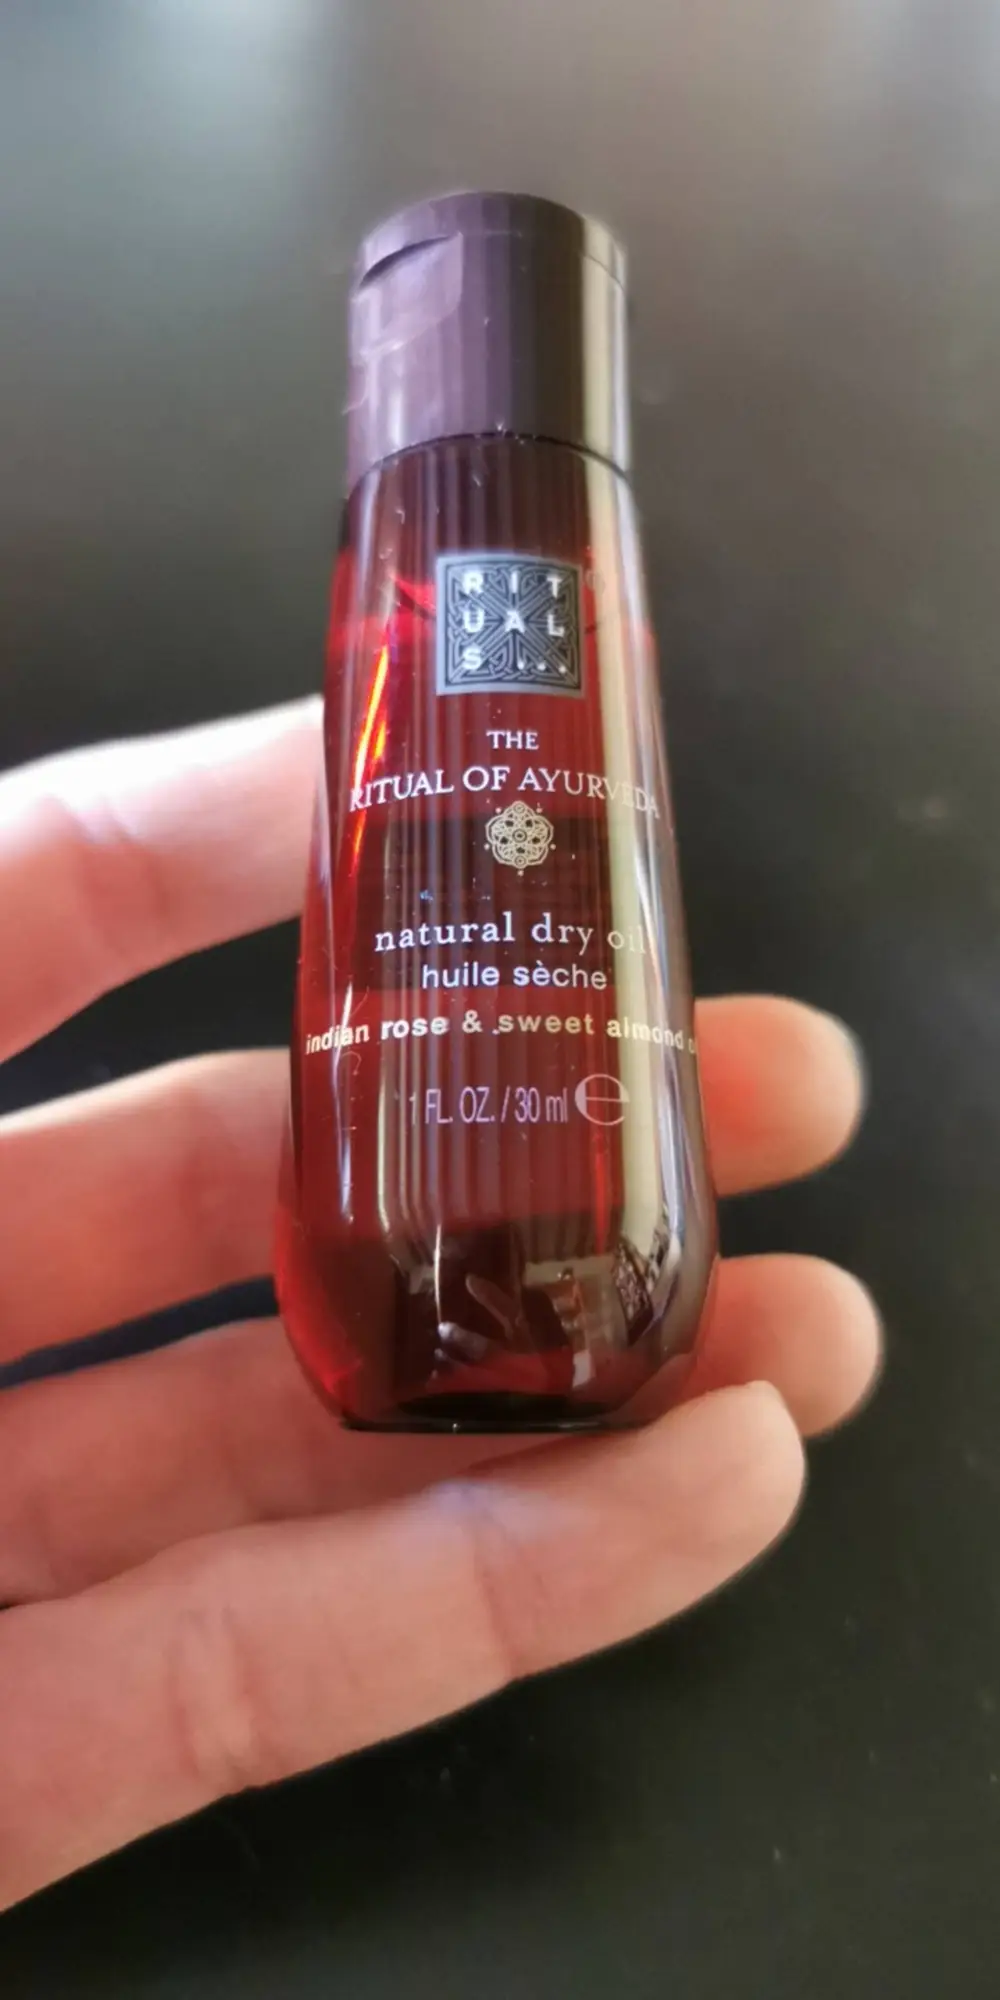 RIT
UAL
S...
THE
RITUAL OF AYURVEDA
natural dry oil
huile sèche
indian rose & sweet almond
1 FL. OZ. / 30 ml ℮